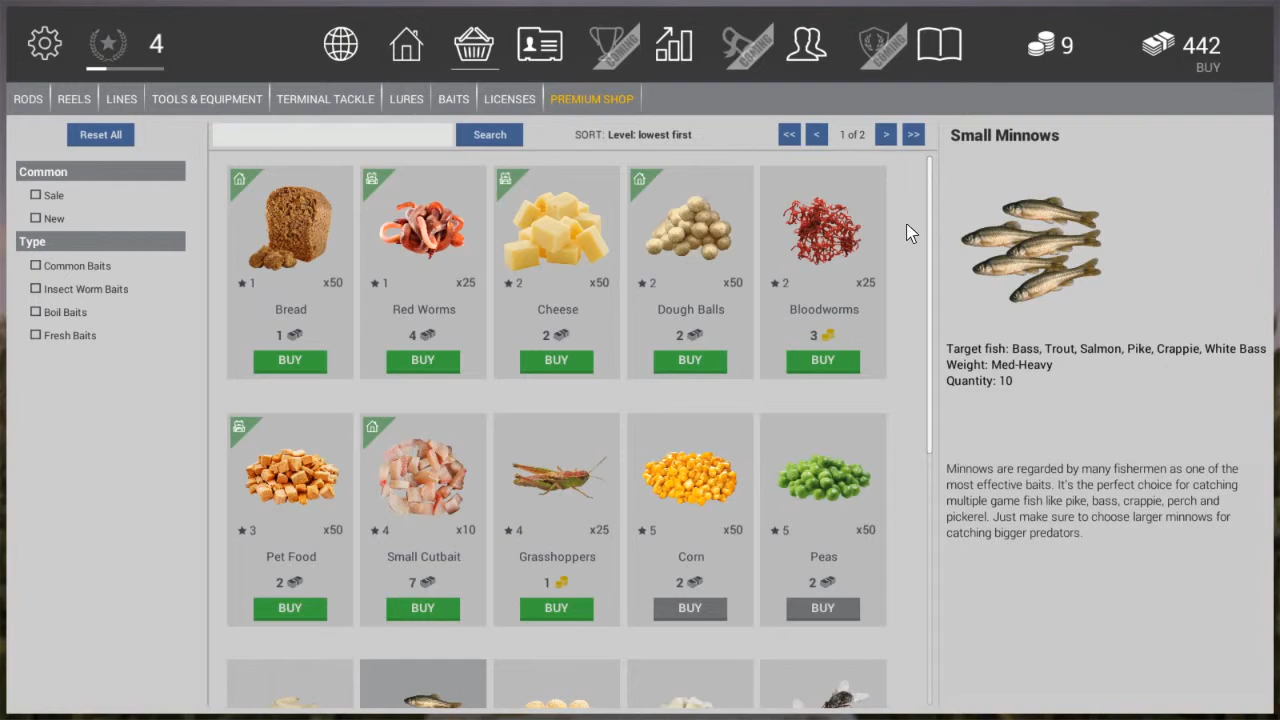 4
COMING
COMING
COMING
9
442
BUY
RODS
REELS
LINES
TOOLS & EQUIPMENT
TERMINAL TACKLE
LURES
BAITS
LICENSES
PREMIUM SHOP
Reset All
Search
SORT: Level: lowest first
<<
<
1 of 2
>
>>
Small Minnows
Common
Sale
New
Type
Common Baits
Insect Worm Baits
Boil Baits
Fresh Baits
1 x50
1 x25
2 x50
2 x50
2 x25
Bread
Red Worms
Cheese
Dough Balls
Bloodworms
1
4
2
2
3
BUY
BUY
BUY
BUY
BUY
3 x50
4 x10
4 x25
5 x50
5 x50
Pet Food
Small Cutbait
Grasshoppers
Corn
Peas
2
7
1
2
2
BUY
BUY
BUY
BUY
BUY
Target fish: Bass, Trout, Salmon, Pike, Crappie, White Bass
Weight: Med-Heavy
Quantity: 10
Minnows are regarded by many fishermen as one of the
most effective baits. It's the perfect choice for catching
multiple game fish like pike, bass, crappie, perch and
pickerel. Just make sure to choose larger minnows for
catching bigger predators.